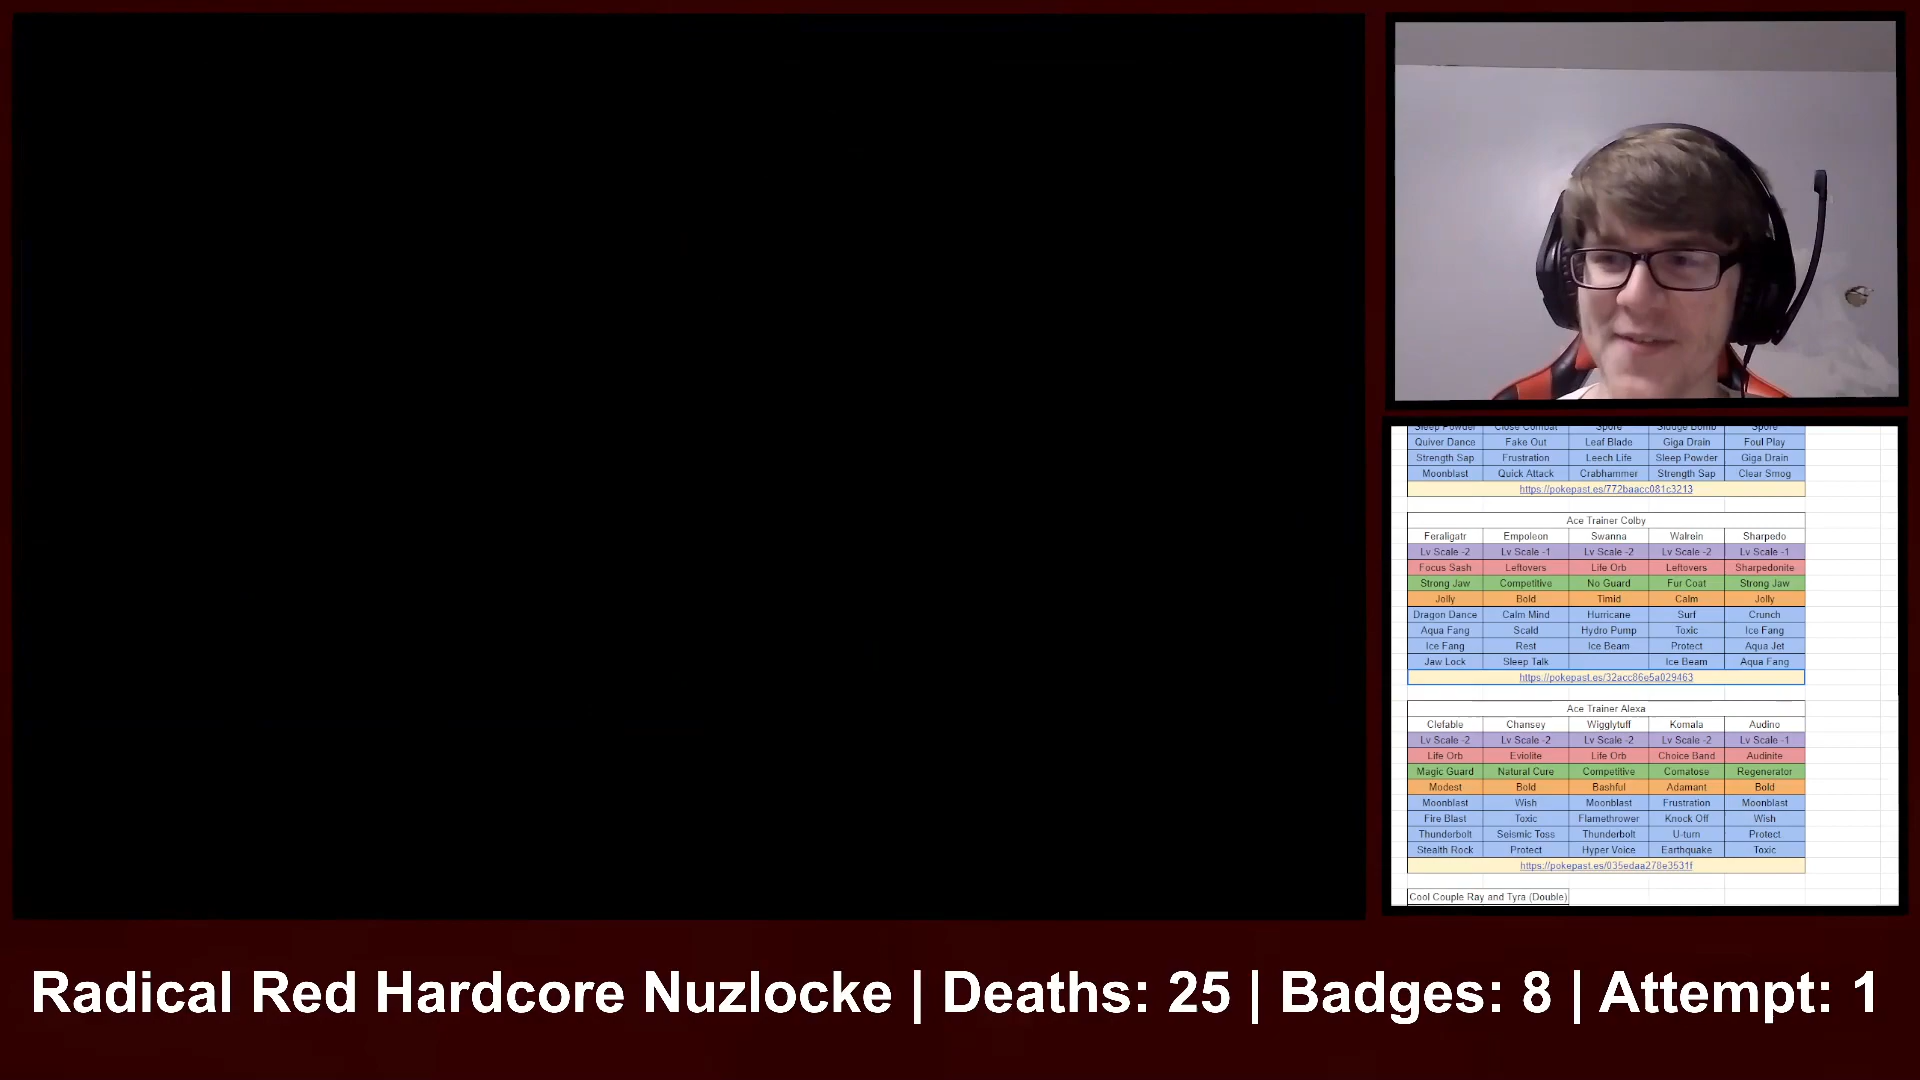 Sleep Powder Close Combat Spore Sludge Bomb Spore
Quiver Dance Fake Out Leaf Blade Giga Drain Foul Play
Strength Sap Frustration Leech Life Sleep Powder Giga Drain
Moonblast Quick Attack Crabhammer Strength Sap Clear Smog
https://pokepast.es/772baacc081c3213
Ace Trainer Colby
Feraligatr Empoleon Swanna Walrein Sharpedo
Lv Scale -2 Lv Scale -1 Lv Scale -2 Lv Scale -2 Lv Scale -1
Focus Sash Leftovers Life Orb Leftovers Sharpedonite
Strong Jaw Competitive No Guard Fur Coat Strong Jaw
Jolly Bold Timid Calm Jolly
Dragon Dance Calm Mind Hurricane Surf Crunch
Aqua Fang Scald Hydro Pump Toxic Ice Fang
Ice Fang Rest Ice Beam Protect Aqua Jet
Jaw Lock Sleep Talk Ice Beam Aqua Fang
https://pokepast.es/32acc86e5a029463
Ace Trainer Alexa
Clefable Chansey Wigglytuff Komala Audino
Lv Scale -2 Lv Scale -2 Lv Scale -2 Lv Scale -2 Lv Scale -1
Life Orb Eviolite Life Orb Choice Band Audinite
Magic Guard Natural Cure Competitive Comatose Regenerator
Modest Bold Bashful Adamant Bold
Moonblast Wish Moonblast Frustration Moonblast
Fire Blast Toxic Flamethrower Knock Off Wish
Thunderbolt Seismic Toss Thunderbolt U-turn Protect
Stealth Rock Protect Hyper Voice Earthquake Toxic
https://pokepast.es/035edaa278e3531f
Cool Couple Ray and Tyra (Double)
Radical Red Hardcore Nuzlocke | Deaths: 25 | Badges: 8 | Attempt: 1